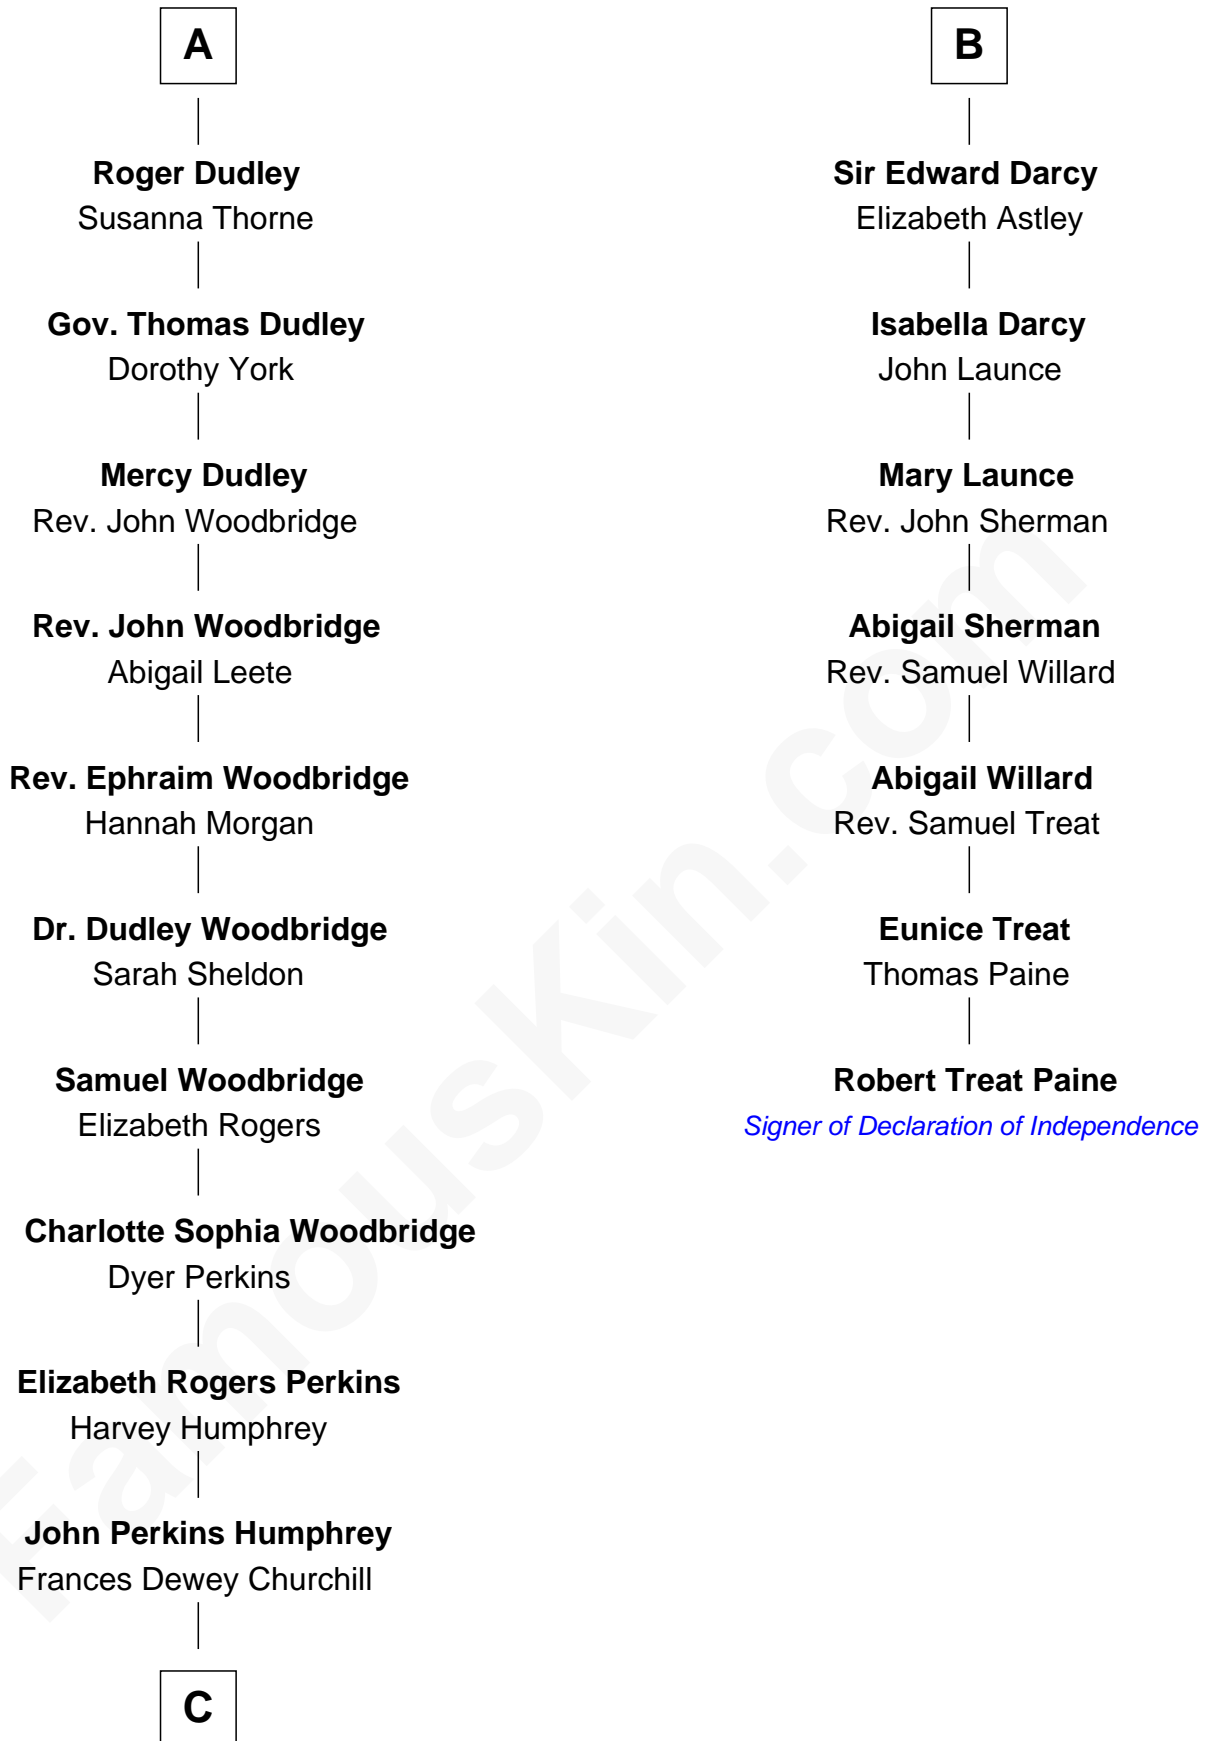 A
Roger Dudley
Susanna Thorne
Gov. Thomas Dudley
Dorothy York
Mercy Dudley
Rev. John Woodbridge
Rev. John Woodbridge
Abigail Leete
Rev. Ephraim Woodbridge
Hannah Morgan
Dr. Dudley Woodbridge
Sarah Sheldon
Samuel Woodbridge
Elizabeth Rogers
Charlotte Sophia Woodbridge
Dyer Perkins
Elizabeth Rogers Perkins
Harvey Humphrey
John Perkins Humphrey
Frances Dewey Churchill
C
B
Sir Edward Darcy
Elizabeth Astley
Isabella Darcy
John Launce
Mary Launce
Rev. John Sherman
Abigail Sherman
Rev. Samuel Willard
Abigail Willard
Rev. Samuel Treat
Eunice Treat
Thomas Paine
Robert Treat Paine
Signer of Declaration of Independence
FamousKin.com